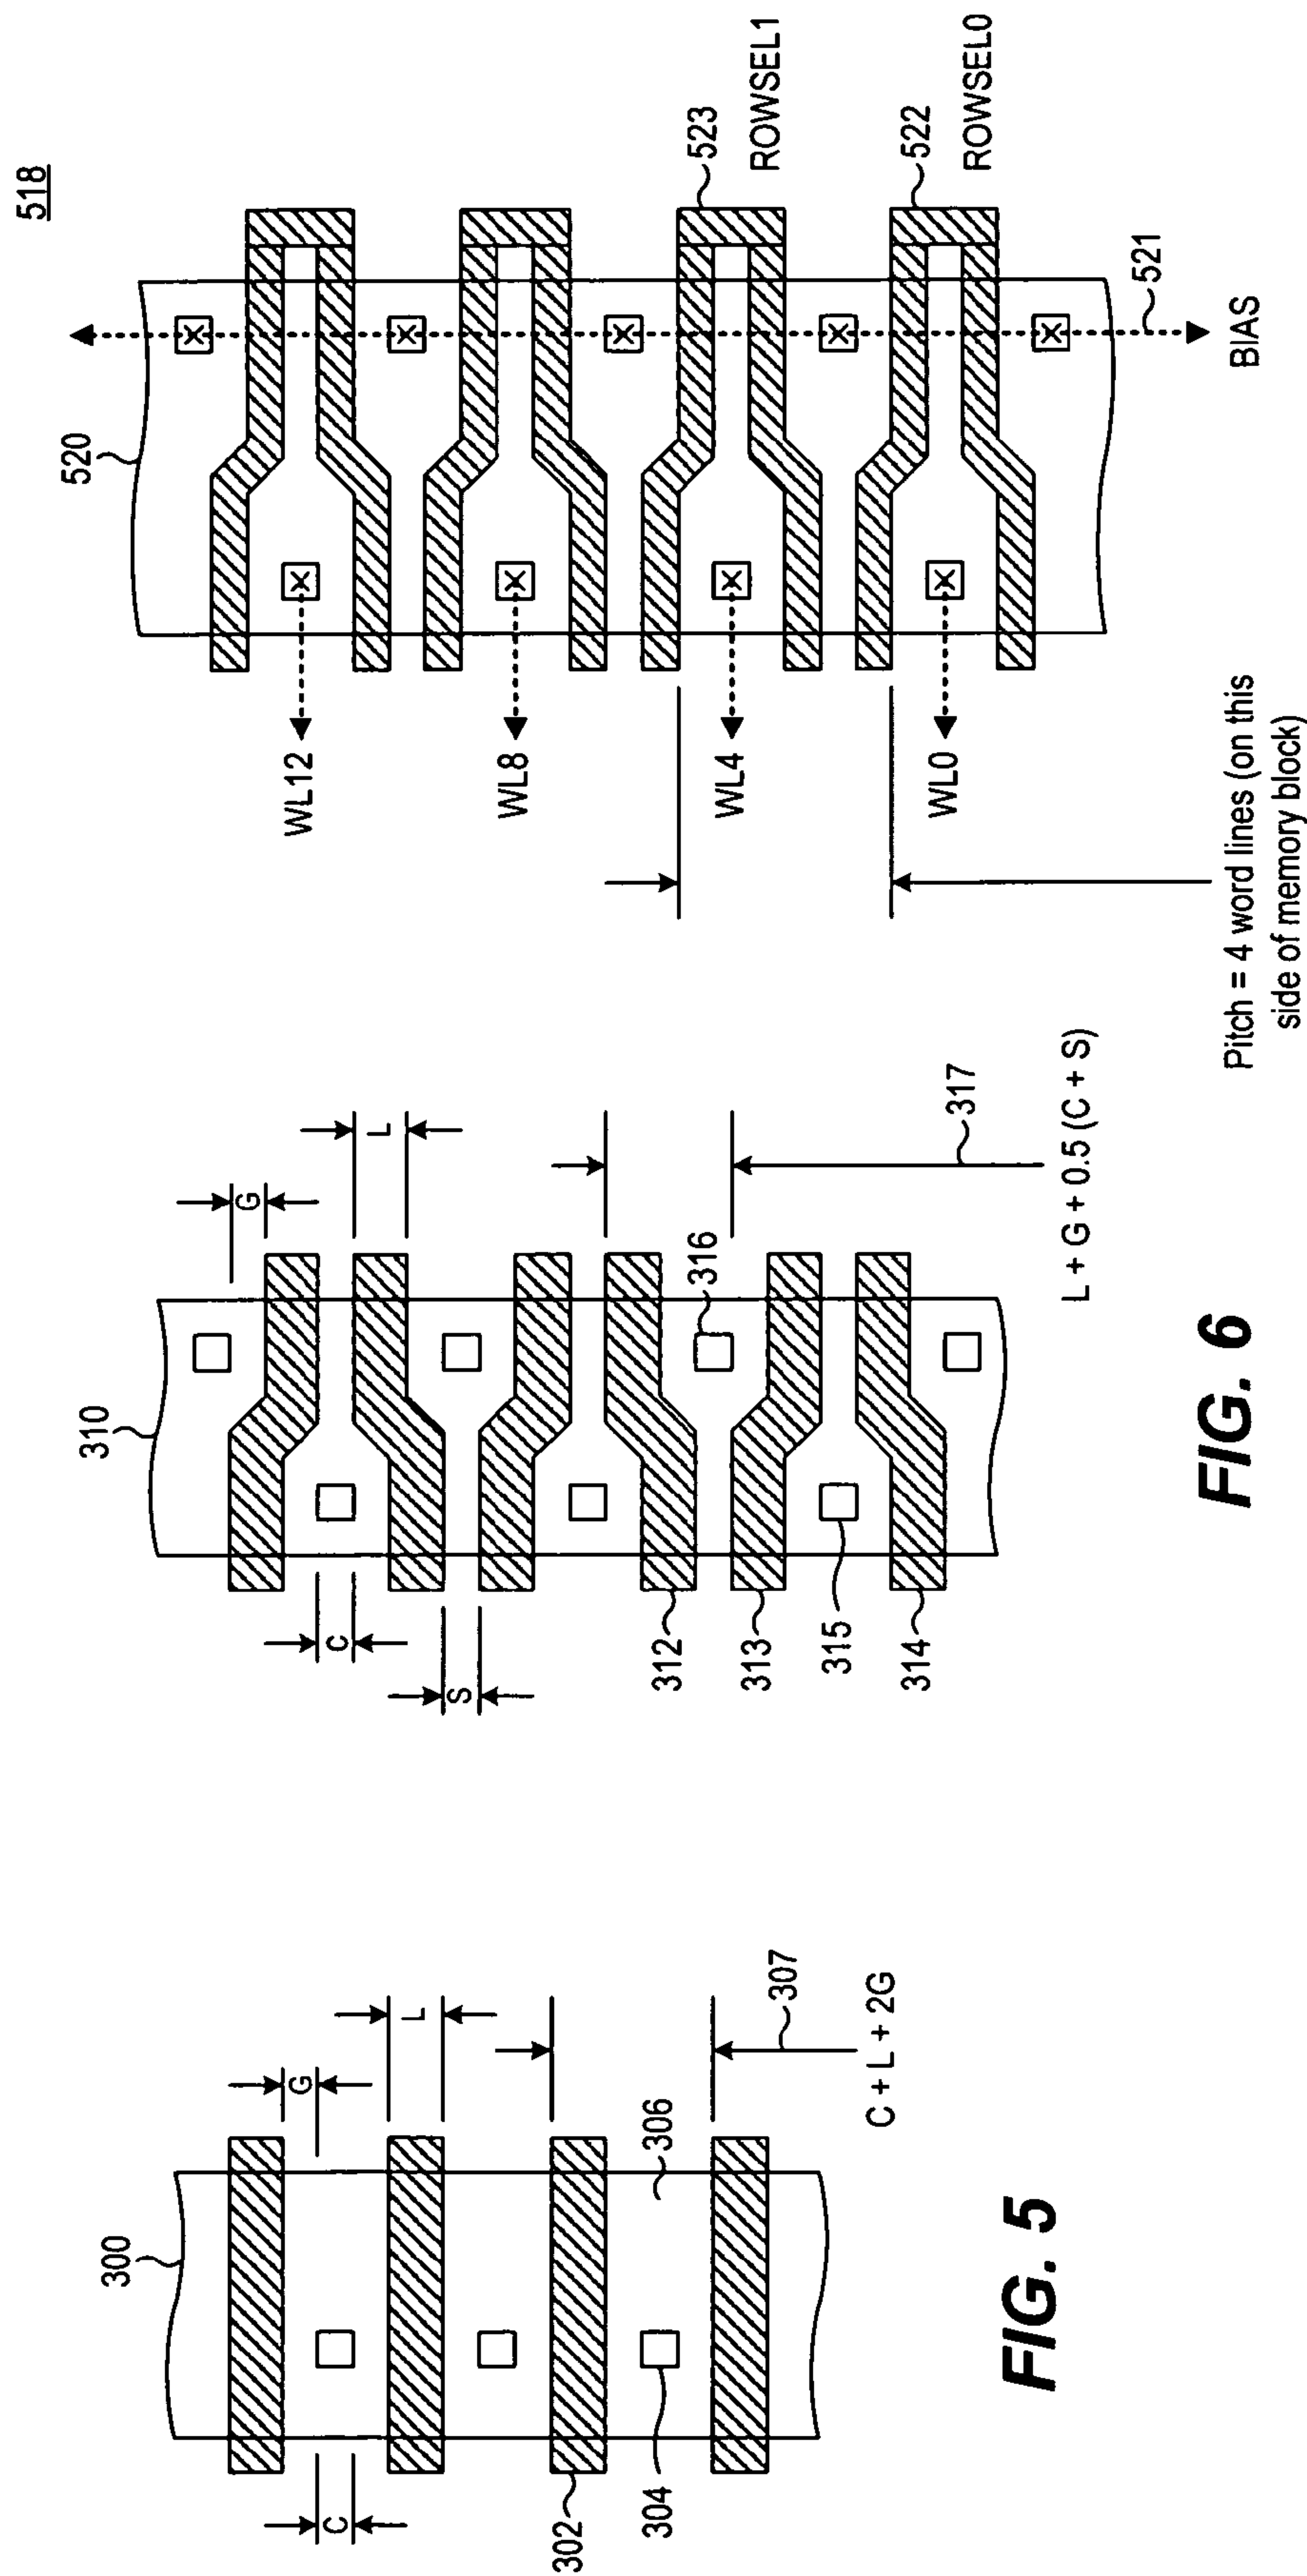 300
G
L
C
302
304
306
307
C + L + 2G
FIG. 5
310
G
L
C
S
312
313
314
315
316
317
L + G + 0.5 (C + S)
FIG. 6
518
520
WL12
WL8
WL4
WL0
523
ROWSEL1
522
ROWSEL0
521
BIAS
Pitch = 4 word lines (on this
side of memory block)